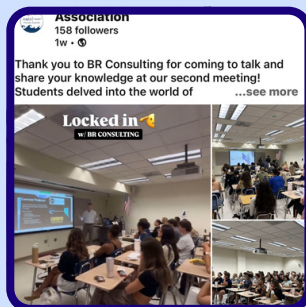 Association
158 followers
1w •
Thank you to BR Consulting for coming to talk and
share your knowledge at our second meeting!
Students delved into the world of ...see more
Locked in
w/ BR CONSULTING